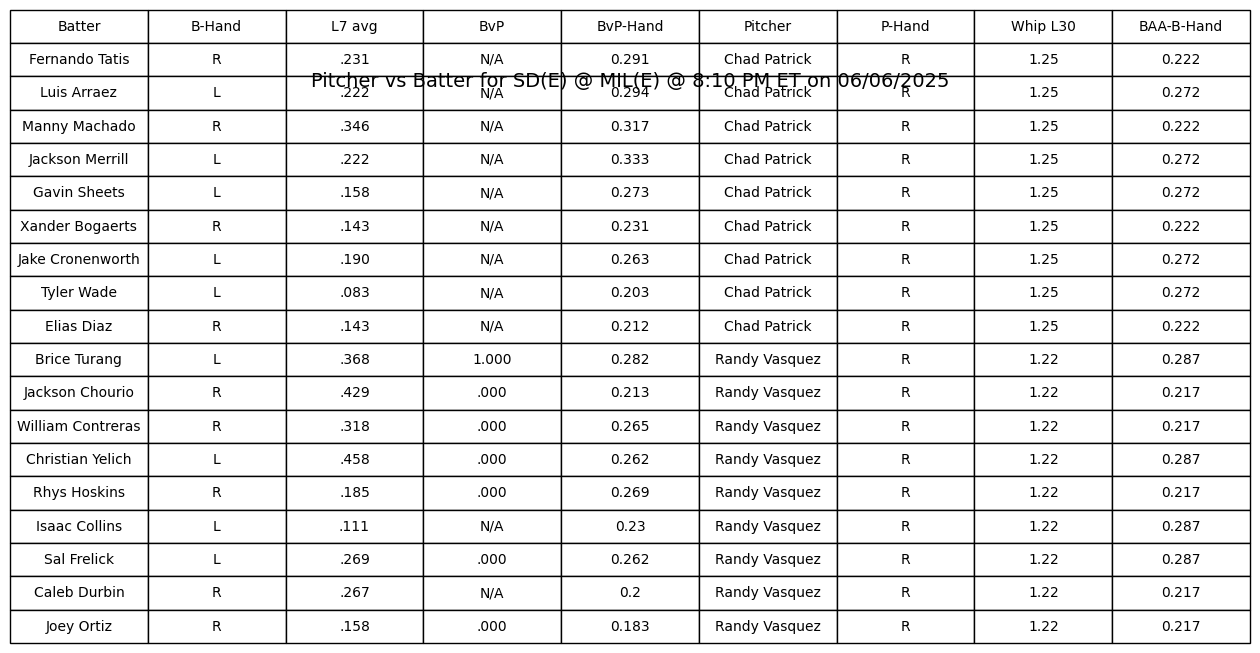 Batter B-Hand L7 avg BvP BvP-Hand Pitcher P-Hand Whip L30 BAA-B-Hand
Fernando Tatis R .231 N/A 0.291 Chad Patrick R 1.25 0.222
Pitcher vs Batter for SD(E) @ MIL(E) @ 8:10 PM ET on 06/06/2025
Luis Arraez L .222 N/A 0.294 Chad Patrick R 1.25 0.272
Manny Machado R .346 N/A 0.317 Chad Patrick R 1.25 0.222
Jackson Merrill L .222 N/A 0.333 Chad Patrick R 1.25 0.272
Gavin Sheets L .158 N/A 0.273 Chad Patrick R 1.25 0.272
Xander Bogaerts R .143 N/A 0.231 Chad Patrick R 1.25 0.222
Jake Cronenworth L .190 N/A 0.263 Chad Patrick R 1.25 0.272
Tyler Wade L .083 N/A 0.203 Chad Patrick R 1.25 0.272
Elias Diaz R .143 N/A 0.212 Chad Patrick R 1.25 0.222
Brice Turang L .368 1.000 0.282 Randy Vasquez R 1.22 0.287
Jackson Chourio R .429 .000 0.213 Randy Vasquez R 1.22 0.217
William Contreras R .318 .000 0.265 Randy Vasquez R 1.22 0.217
Christian Yelich L .458 .000 0.262 Randy Vasquez R 1.22 0.287
Rhys Hoskins R .185 .000 0.269 Randy Vasquez R 1.22 0.217
Isaac Collins L .111 N/A 0.23 Randy Vasquez R 1.22 0.287
Sal Frelick L .269 .000 0.262 Randy Vasquez R 1.22 0.287
Caleb Durbin R .267 N/A 0.2 Randy Vasquez R 1.22 0.217
Joey Ortiz R .158 .000 0.183 Randy Vasquez R 1.22 0.217